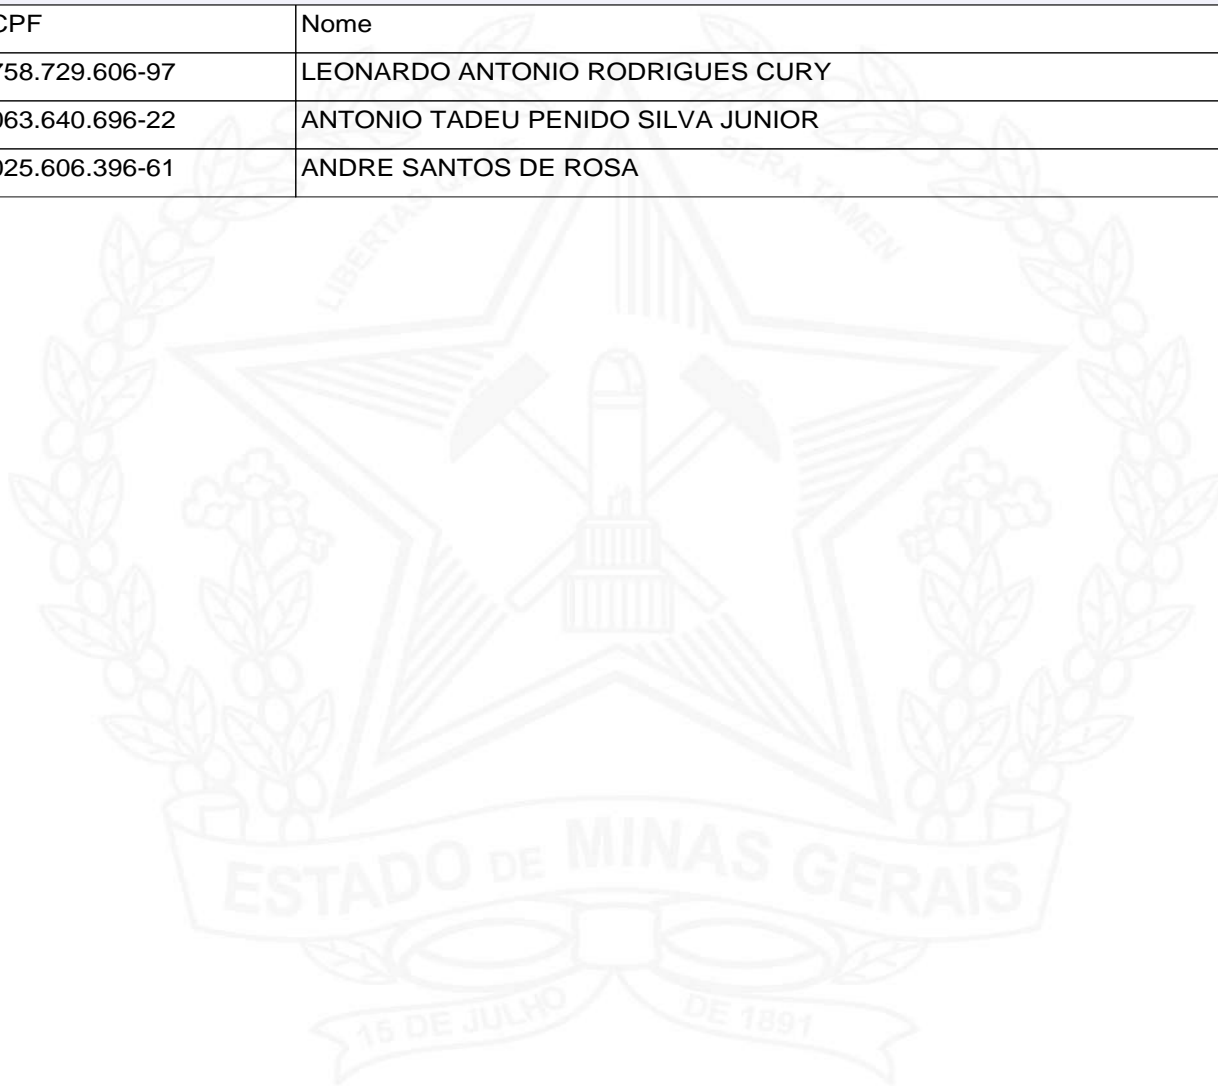 CPF Nome
758.729.606-97 LEONARDO ANTONIO RODRIGUES CURY
063.640.696-22 ANTONIO TADEU PENIDO SILVA JUNIOR
025.606.396-61 ANDRE SANTOS DE ROSA
LIBERTAS QUÆ SERA TAMEN
ESTADO DE MINAS GERAIS
15 DE JULHO DE 1891